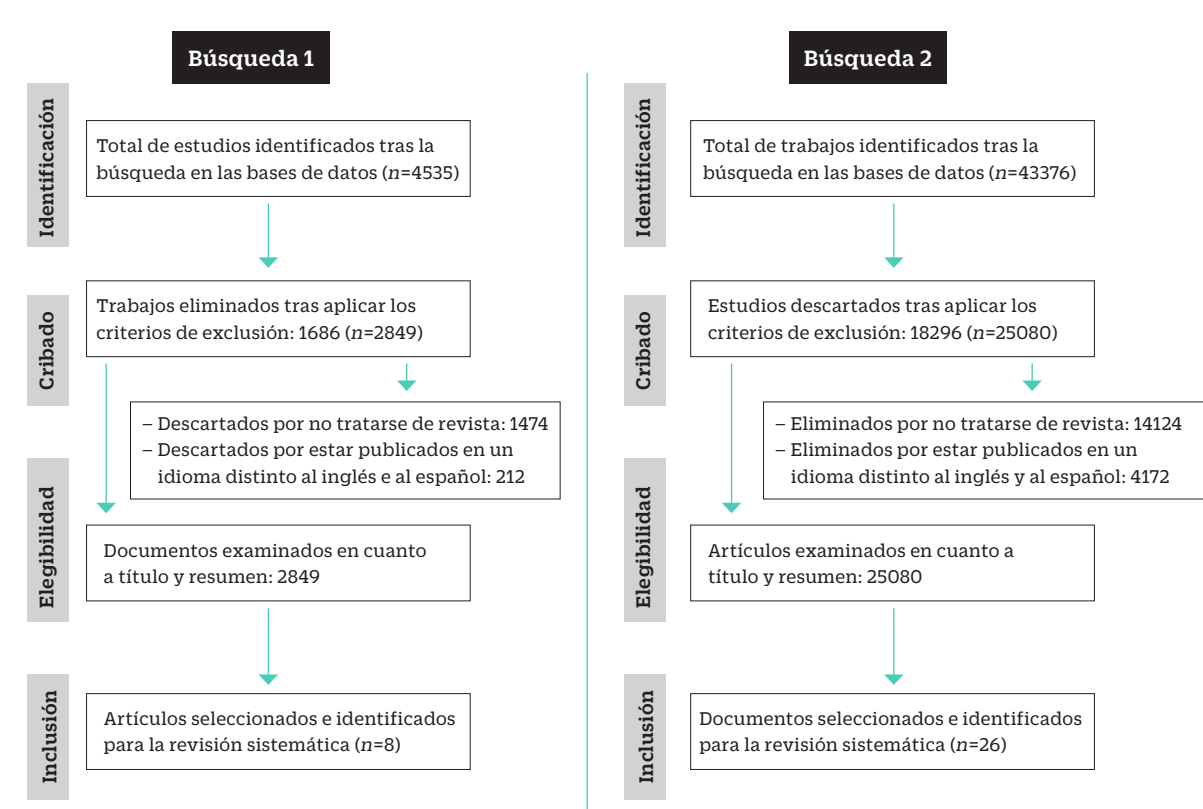 Búsqueda 1
Identificación
Total de estudios identificados tras la
búsqueda en las bases de datos (n=4535)
Cribado
Trabajos eliminados tras aplicar los
criterios de exclusión: 1686 (n=2849)
– Descartados por no tratarse de revista: 1474
– Descartados por estar publicados en un
idioma distinto al inglés e al español: 212
Elegibilidad
Documentos examinados en cuanto
a título y resumen: 2849
Inclusión
Artículos seleccionados e identificados
para la revisión sistemática (n=8)
Búsqueda 2
Identificación
Total de trabajos identificados tras la
búsqueda en las bases de datos (n=43376)
Cribado
Estudios descartados tras aplicar los
criterios de exclusión: 18296 (n=25080)
– Eliminados por no tratarse de revista: 14124
– Eliminados por estar publicados en un
idioma distinto al inglés y al español: 4172
Elegibilidad
Artículos examinados en cuanto a
título y resumen: 25080
Inclusión
Documentos seleccionados e identificados
para la revisión sistemática (n=26)